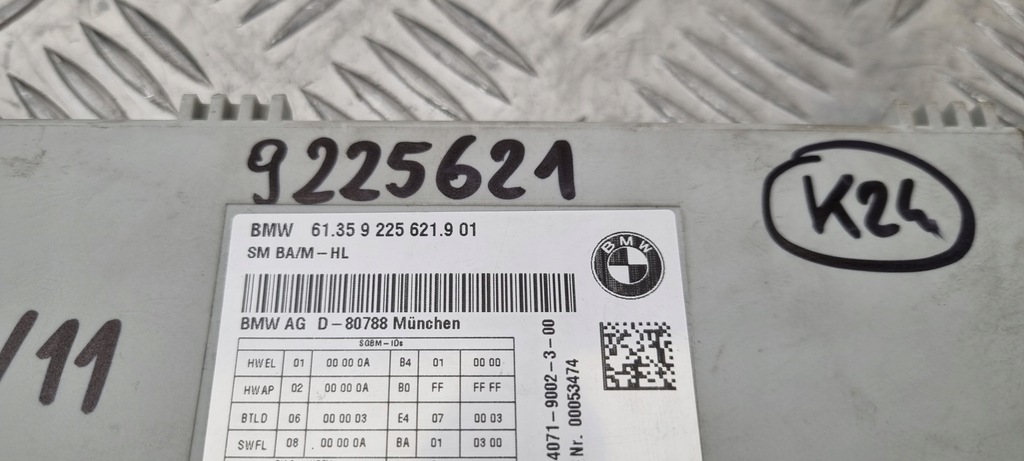 9225621
K24
/11
BMW 61.35 9 225 621.9 01
SM BA/M-HL
BMW
BMW AG D-80788 München
SGBM-IDs
HWEL 01 00 00 0A B4 01 00 00
HWAP 02 00 00 0A B0 FF FF FF
BTLD 06 00 00 03 E4 07 00 03
SWFL 08 00 00 0A BA 01 03 00
4071-9002-3-00
Nr. 00053474